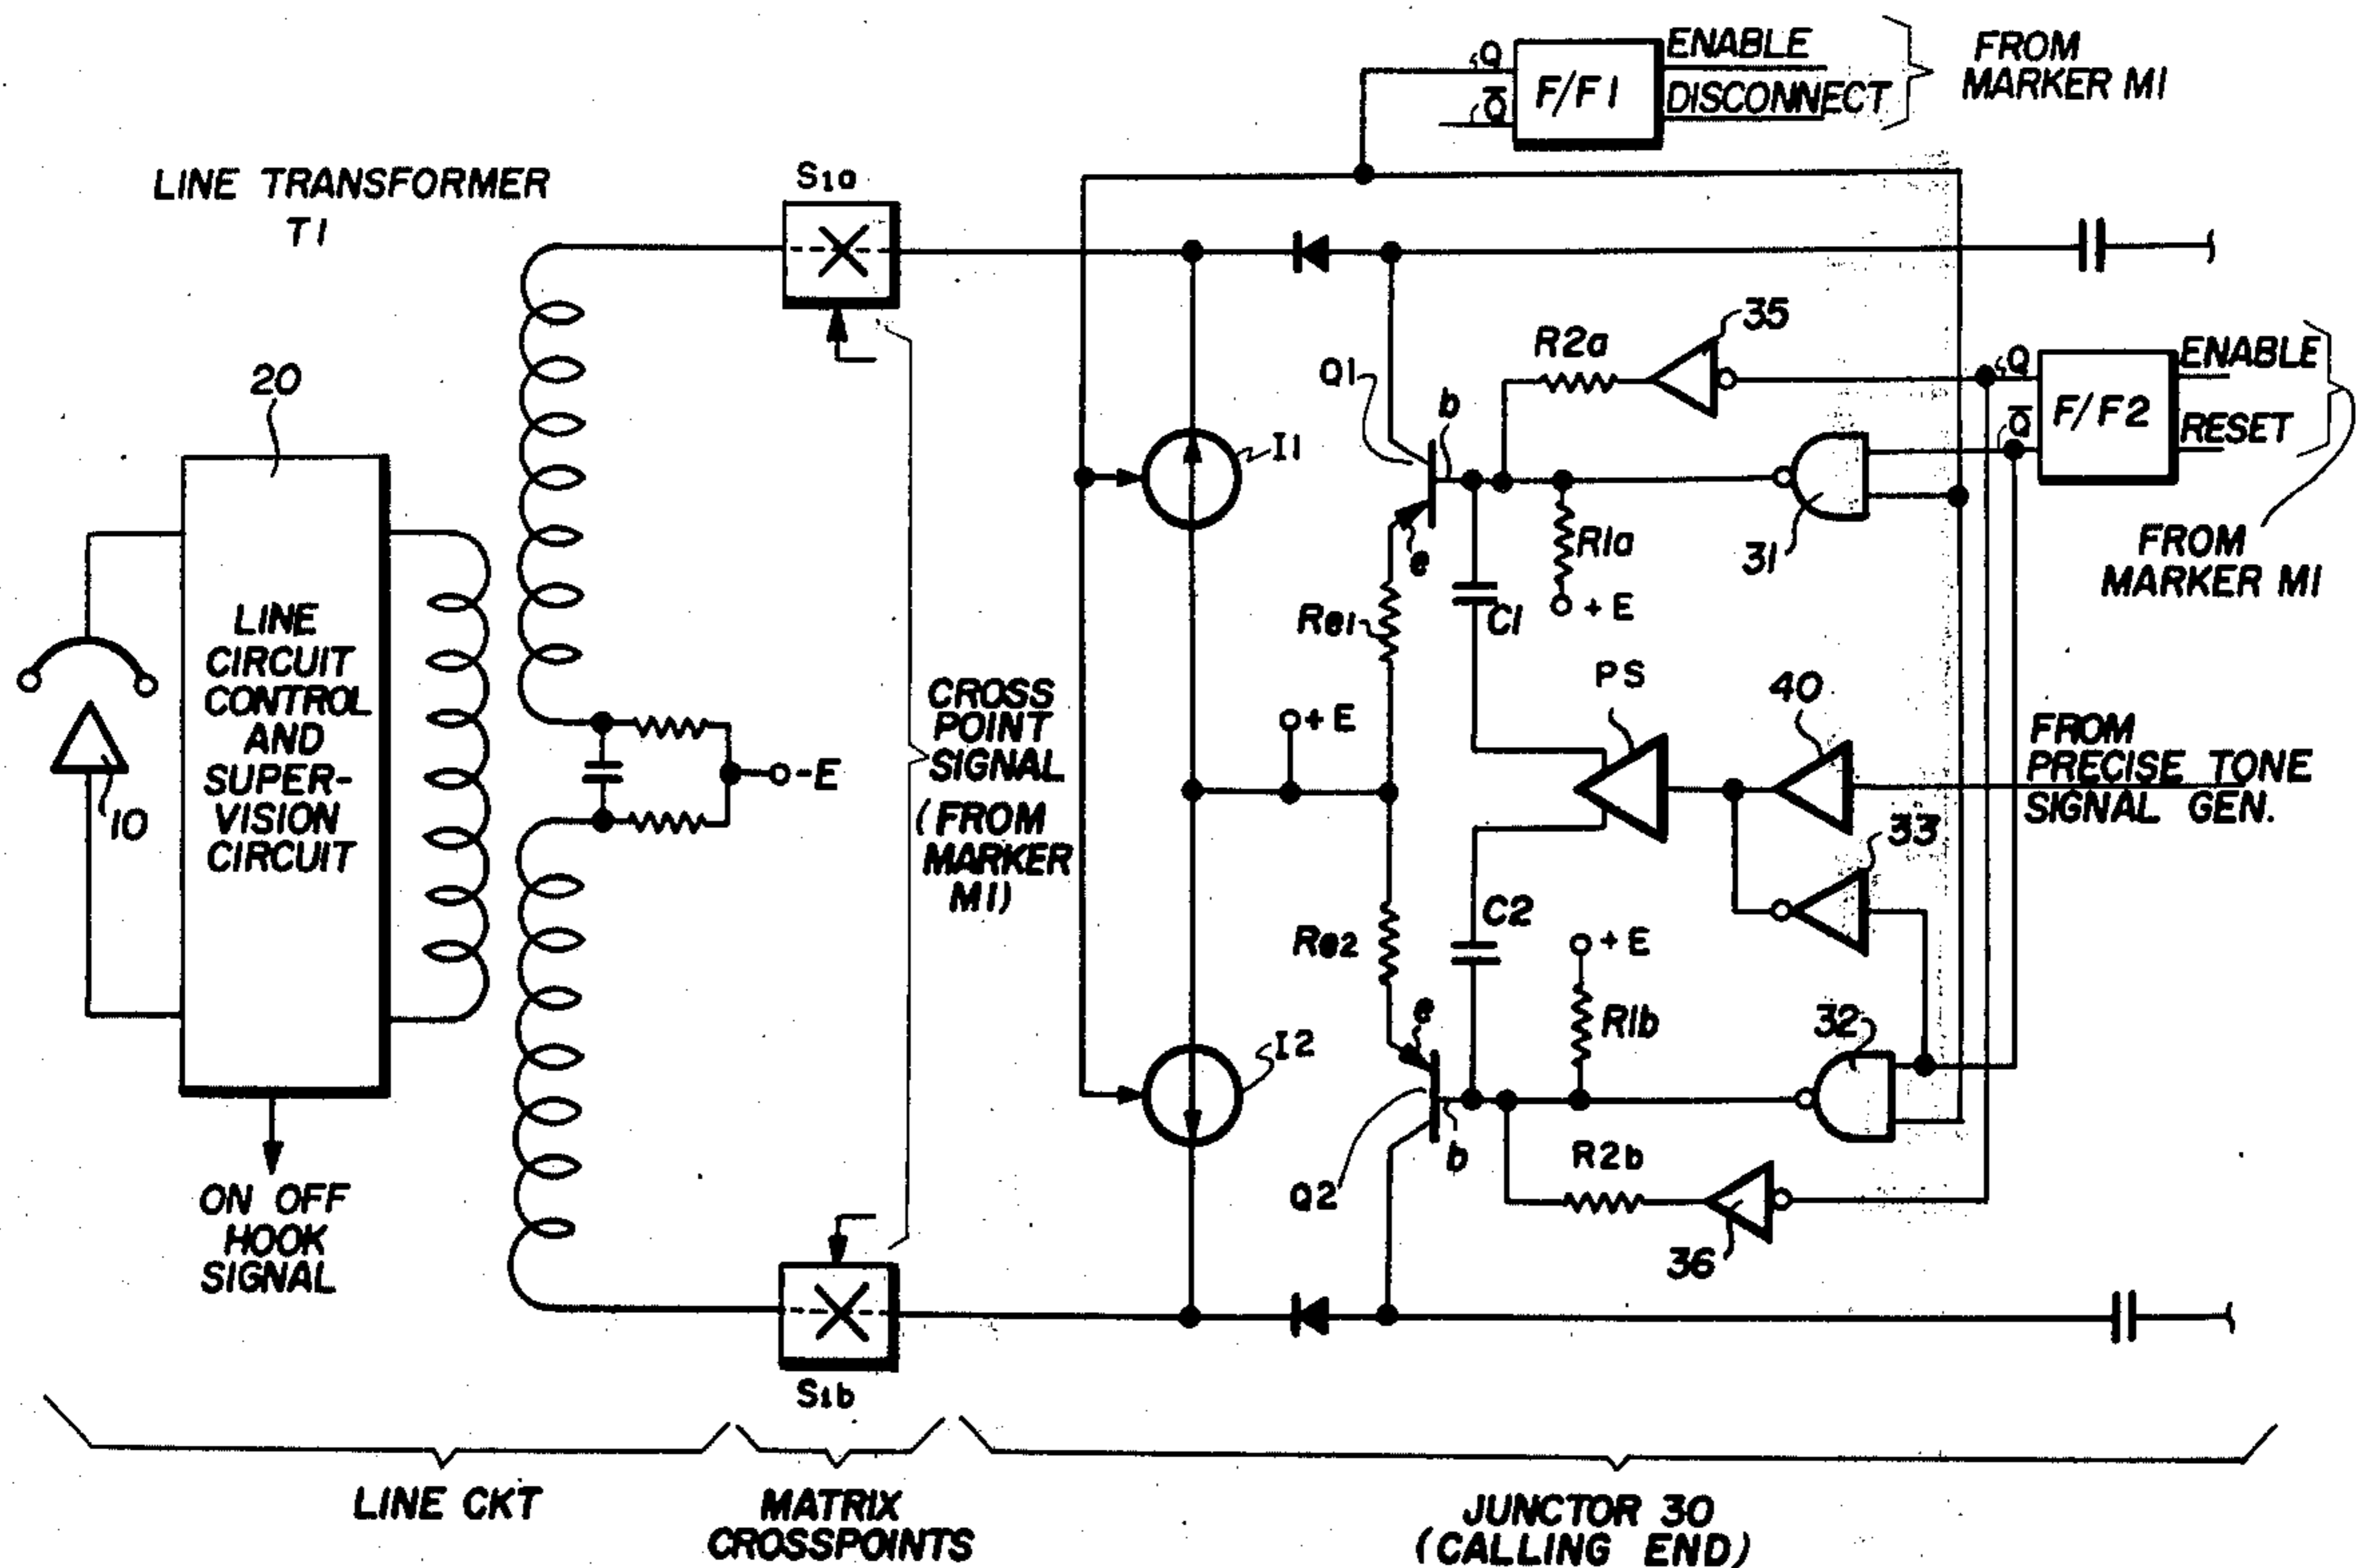 Q
Q̄
F/F1
ENABLE
DISCONNECT
FROM
MARKER M1
LINE TRANSFORMER
T1
S1a
20
LINE
CIRCUIT
CONTROL
AND
SUPER-
VISION
CIRCUIT
10
ON OFF
HOOK
SIGNAL
-E
CROSS
POINT
SIGNAL
(FROM
MARKER
M1)
I1
I2
Q1
b
e
R2a
35
Q
Q̄
F/F2
ENABLE
RESET
FROM
MARKER M1
31
R1a
+E
Re1
C1
PS
40
+E
FROM
PRECISE TONE
SIGNAL GEN.
33
C2
Re2
+E
R1b
32
e
b
Q2
R2b
36
S1b
LINE CKT
MATRIX
CROSSPOINTS
JUNCTOR 30
(CALLING END)